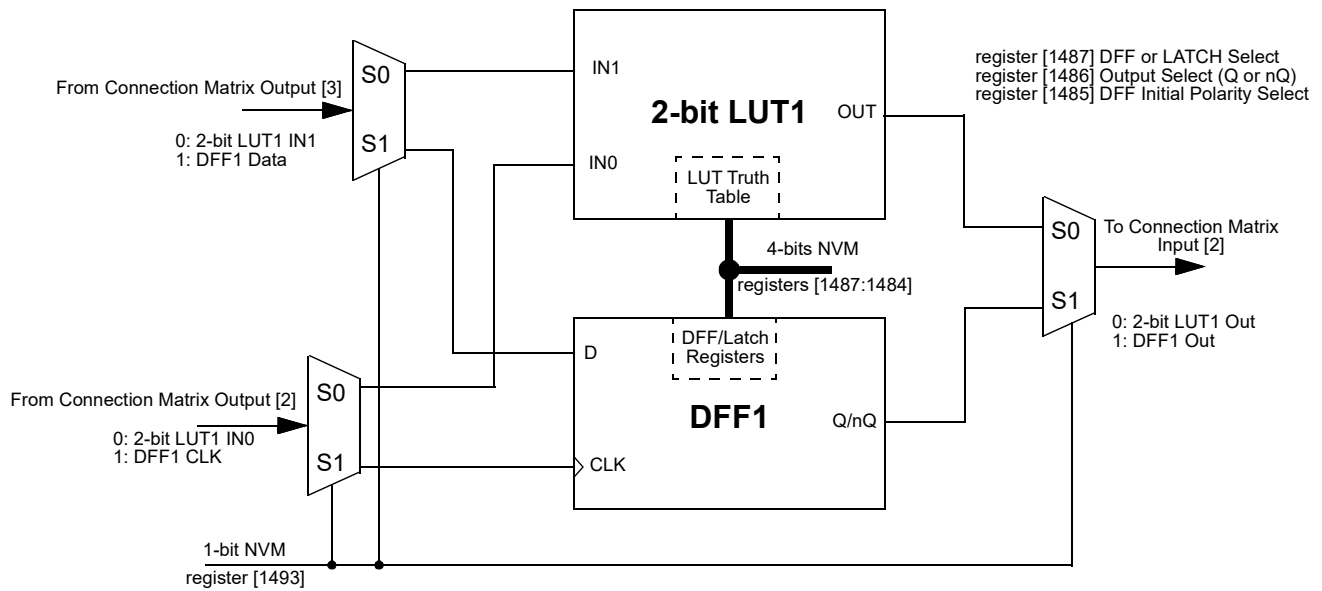 register [1487] DFF or LATCH Select
register [1486] Output Select (Q or nQ)
register [1485] DFF Initial Polarity Select
From Connection Matrix Output [3]
0: 2-bit LUT1 IN1
1: DFF1 Data
S0
S1
IN1
IN0
2-bit LUT1
OUT
LUT Truth
Table
4-bits NVM
registers [1487:1484]
S0
S1
To Connection Matrix
Input [2]
0: 2-bit LUT1 Out
1: DFF1 Out
From Connection Matrix Output [2]
0: 2-bit LUT1 IN0
1: DFF1 CLK
S0
S1
D
CLK
DFF/Latch
Registers
DFF1
Q/nQ
1-bit NVM
register [1493]